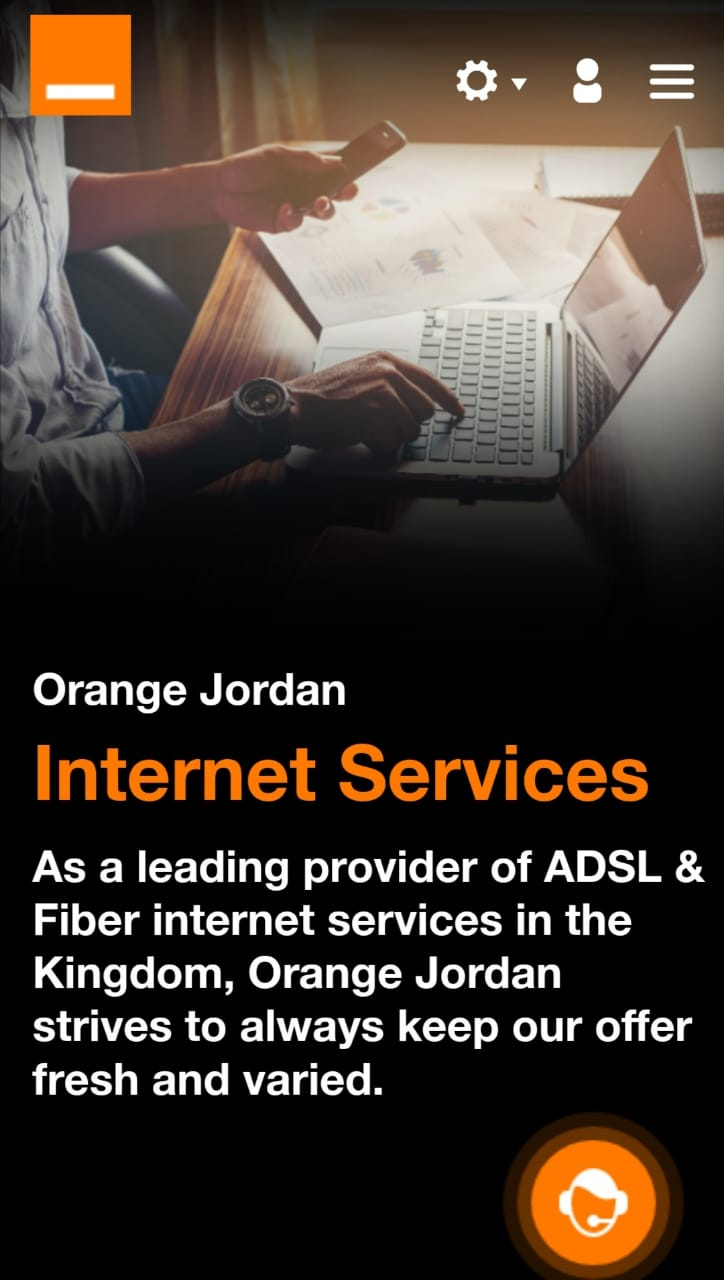 Orange Jordan
Internet Services
As a leading provider of ADSL &
Fiber internet services in the
Kingdom, Orange Jordan
strives to always keep our offer
fresh and varied.